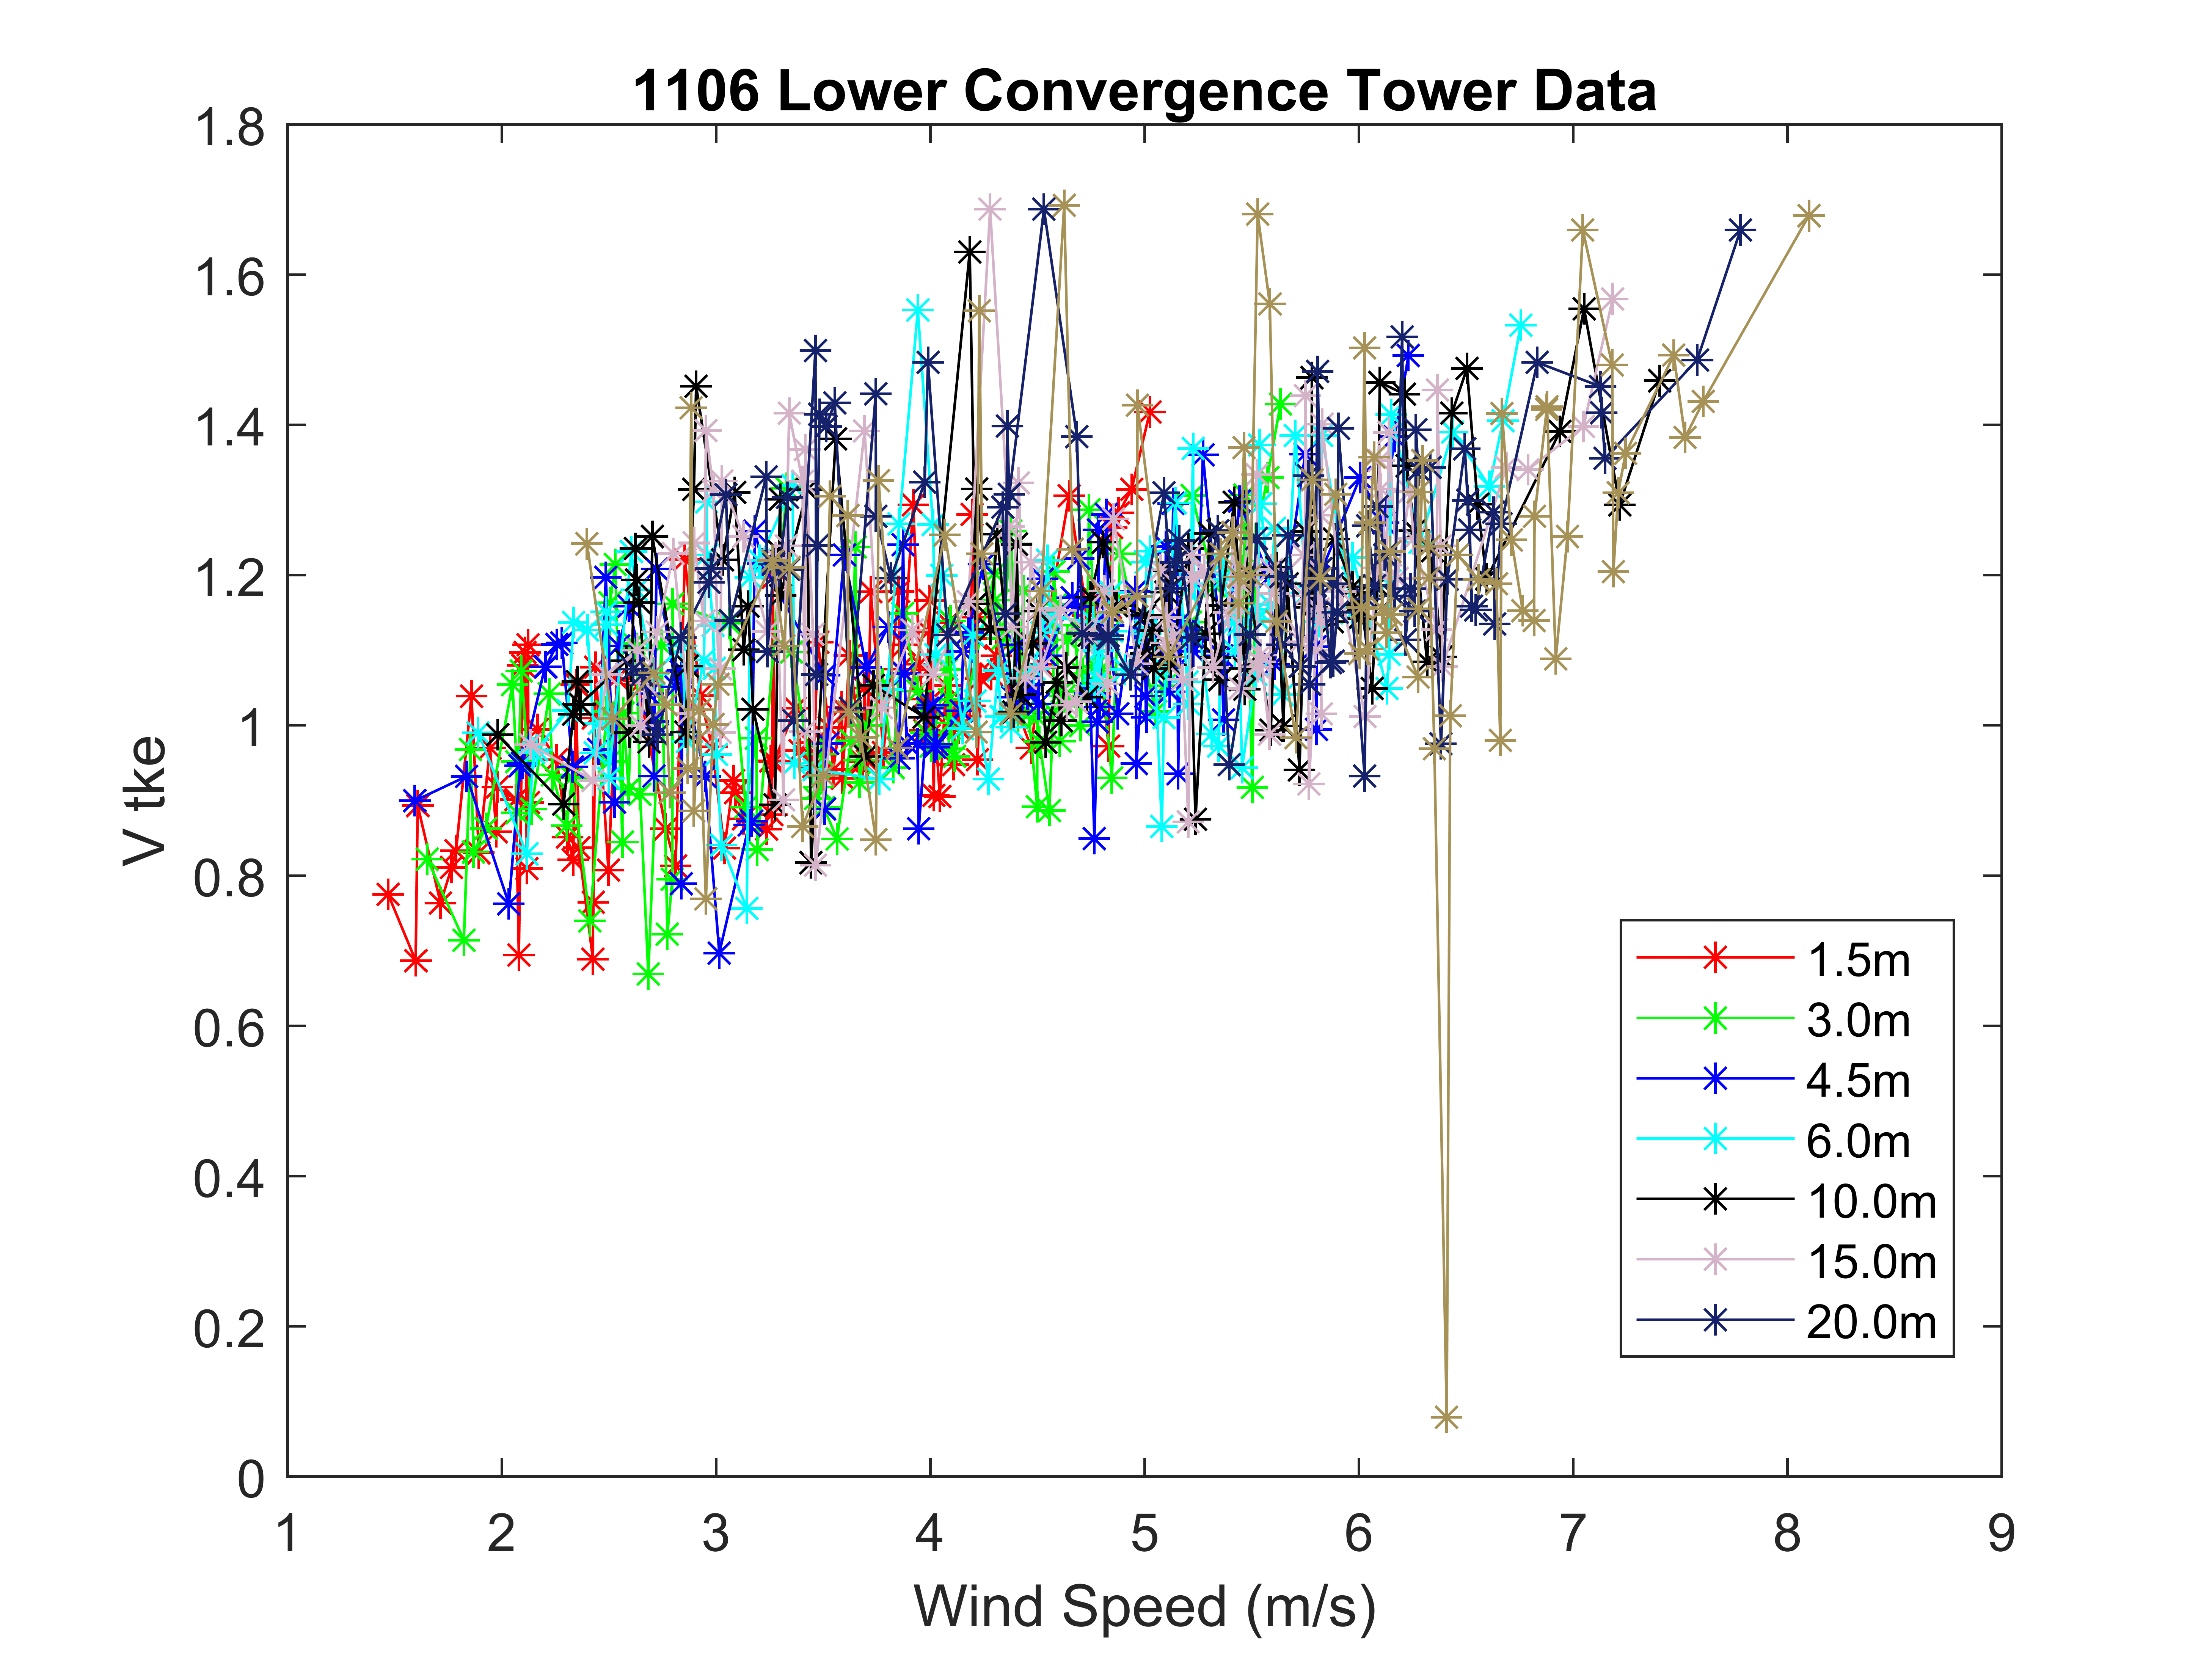 1106 Lower Convergence Tower Data
1.8
1.6
1.4
1.2
1
0.8
0.6
0.4
0.2
0
V tke
1.5m
3.0m
4.5m
6.0m
10.0m
15.0m
20.0m
1 2 3 4 5 6 7 8 9
Wind Speed (m/s)